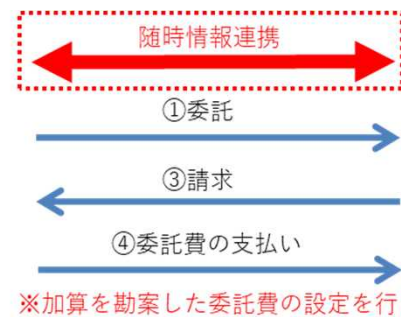 随時情報連携
①委託
③請求
④委託費の支払い
※加算を勘案した委託費の設定を行